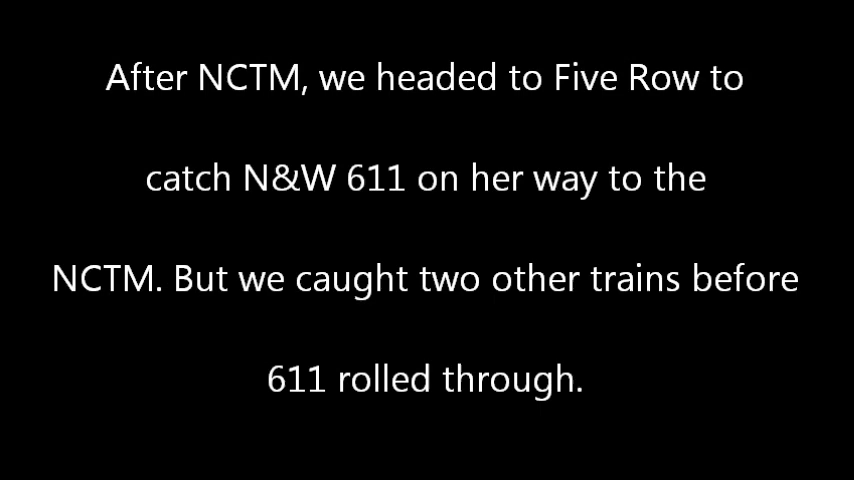 After NCTM, we headed to Five Row to
catch N&W 611 on her way to the
NCTM. But we caught two other trains before
611 rolled through.